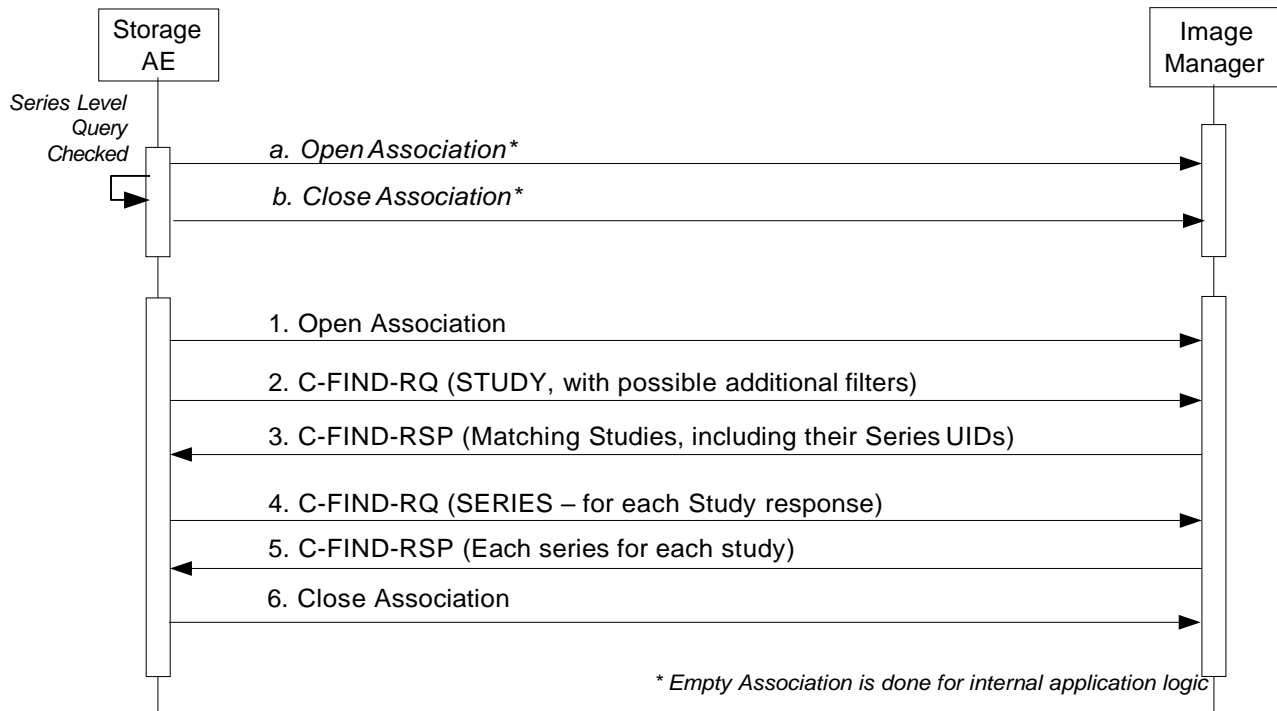 Storage
AE
Image
Manager
Series Level
Query
Checked
a. Open Association*
b. Close Association*
1. Open Association
2. C-FIND-RQ (STUDY, with possible additional filters)
3. C-FIND-RSP (Matching Studies, including their Series UIDs)
4. C-FIND-RQ (SERIES – for each Study response)
5. C-FIND-RSP (Each series for each study)
6. Close Association
* Empty Association is done for internal application logic